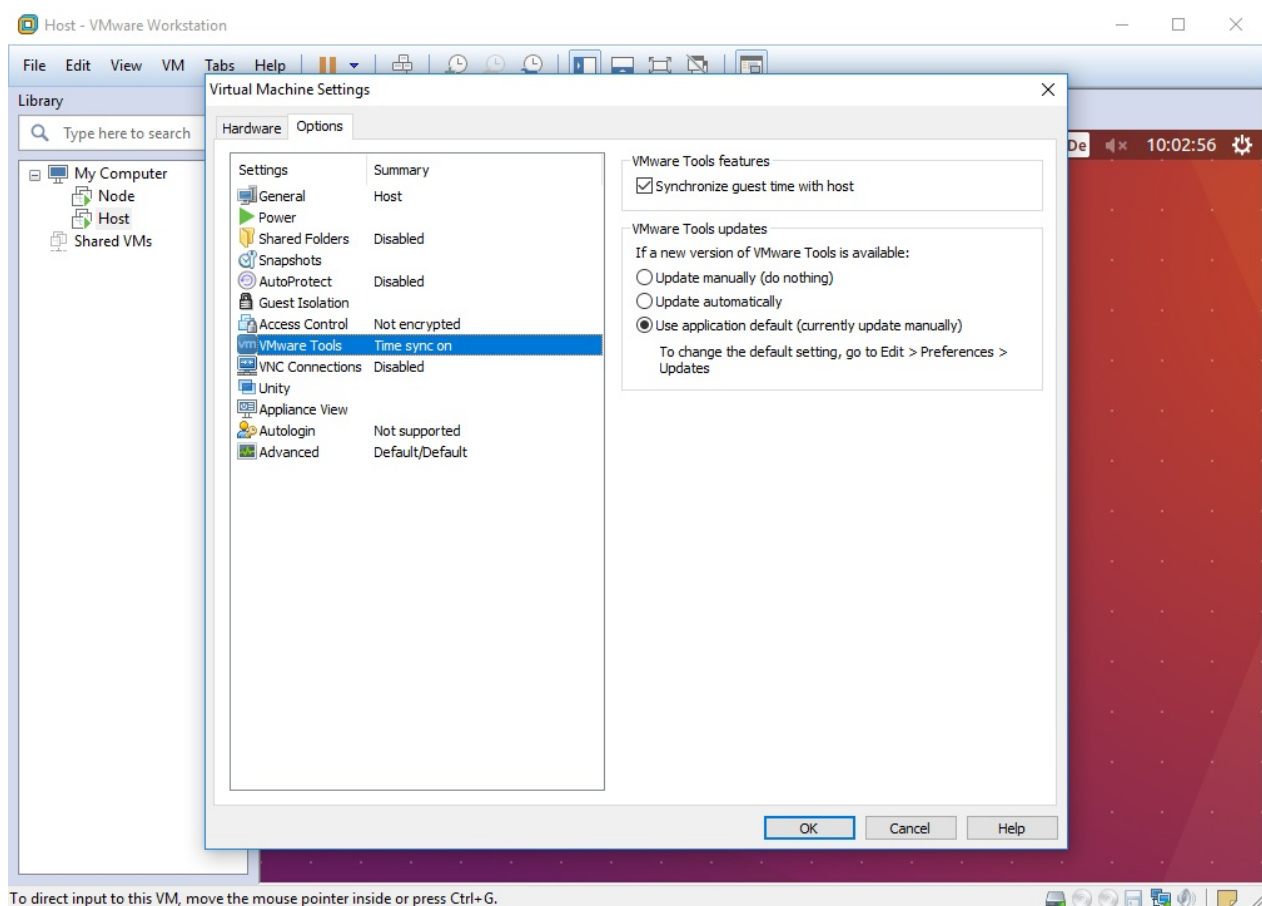 Host - VMware Workstation
File Edit View VM Tabs Help
Library
Type here to search
My Computer
Node
Host
Shared VMs
De 10:02:56
Virtual Machine Settings
Hardware Options
Settings Summary
General Host
Power
Shared Folders Disabled
Snapshots
AutoProtect Disabled
Guest Isolation
Access Control Not encrypted
vm VMware Tools Time sync on
VNC Connections Disabled
Unity
Appliance View
Autologin Not supported
Advanced Default/Default
VMware Tools features
Synchronize guest time with host
VMware Tools updates
If a new version of VMware Tools is available:
Update manually (do nothing)
Update automatically
Use application default (currently update manually)
To change the default setting, go to Edit > Preferences >
Updates
OK Cancel Help
To direct input to this VM, move the mouse pointer inside or press Ctrl+G.